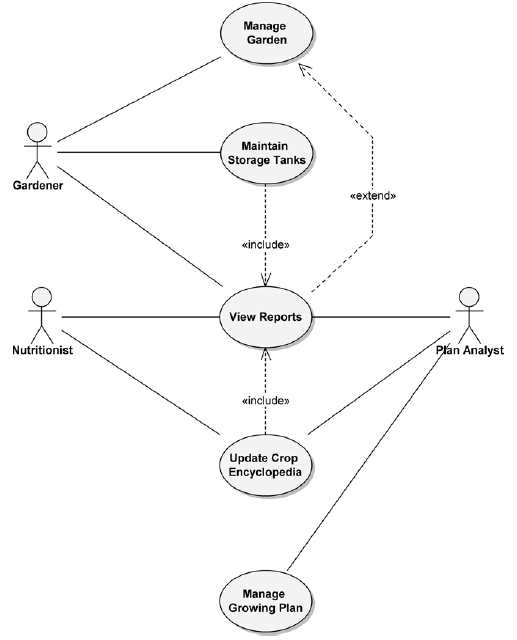 Manage
Garden
Maintain
Storage Tanks
Gardener
«extend»
«include»
View Reports
Nutritionist
Plan Analyst
«include»
Update Crop
Encyclopedia
Manage
Growing Plan